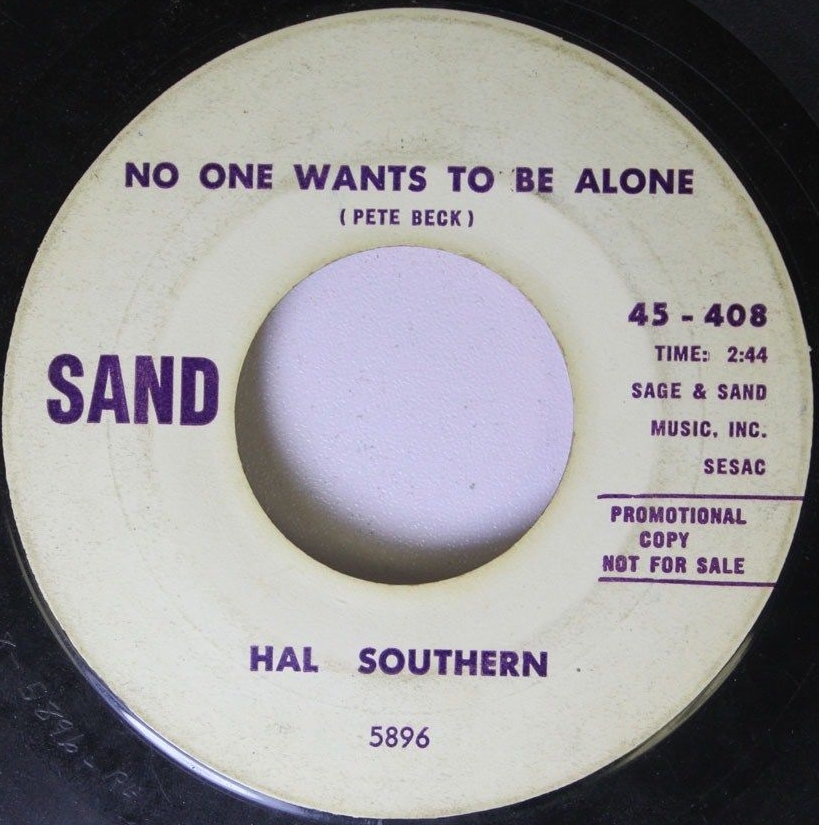 NO ONE WANTS TO BE ALONE
( PETE BECK )
SAND
45 - 408
TIME: 2:44
SAGE & SAND
MUSIC, INC.
SESAC
PROMOTIONAL
COPY
NOT FOR SALE
HAL SOUTHERN
5896